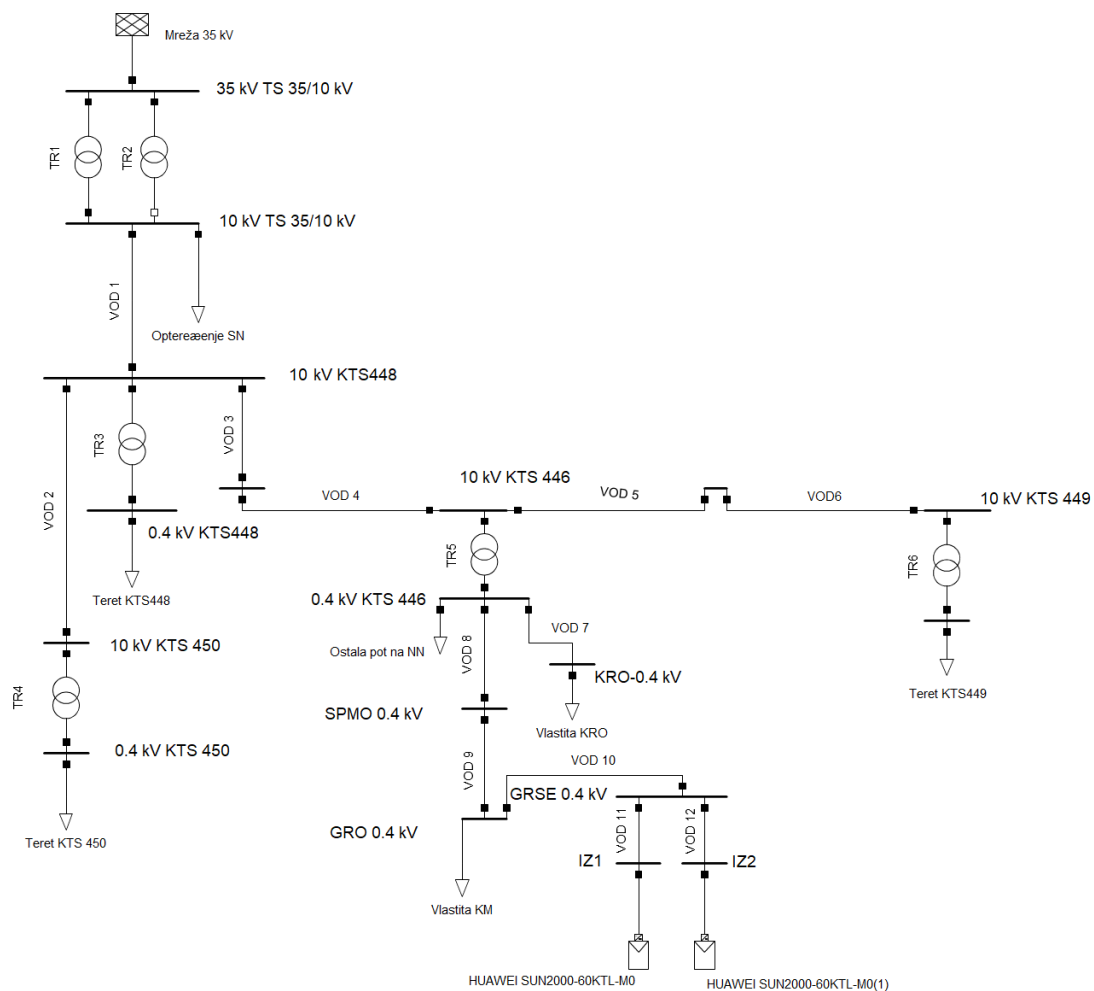 Mreža 35 kV
35 kV TS 35/10 kV
TR1
TR2
10 kV TS 35/10 kV
VOD 1
Optereæenje SN
10 kV KTS448
VOD 2
TR3
VOD 3
0.4 kV KTS448
Teret KTS448
10 kV KTS 450
TR4
0.4 kV KTS 450
Teret KTS 450
VOD 4
10 kV KTS 446
VOD 5
VOD6
10 kV KTS 449
TR5
TR6
0.4 kV KTS 446
Ostala pot na NN
VOD 8
VOD 7
KRO-0.4 kV
Vlastita KRO
Teret KTS449
SPMO 0.4 kV
VOD 9
VOD 10
GRSE 0.4 kV
GRO 0.4 kV
VOD 11
VOD 12
IZ1
IZ2
Vlastita KM
HUAWEI SUN2000-60KTL-M0
HUAWEI SUN2000-60KTL-M0(1)